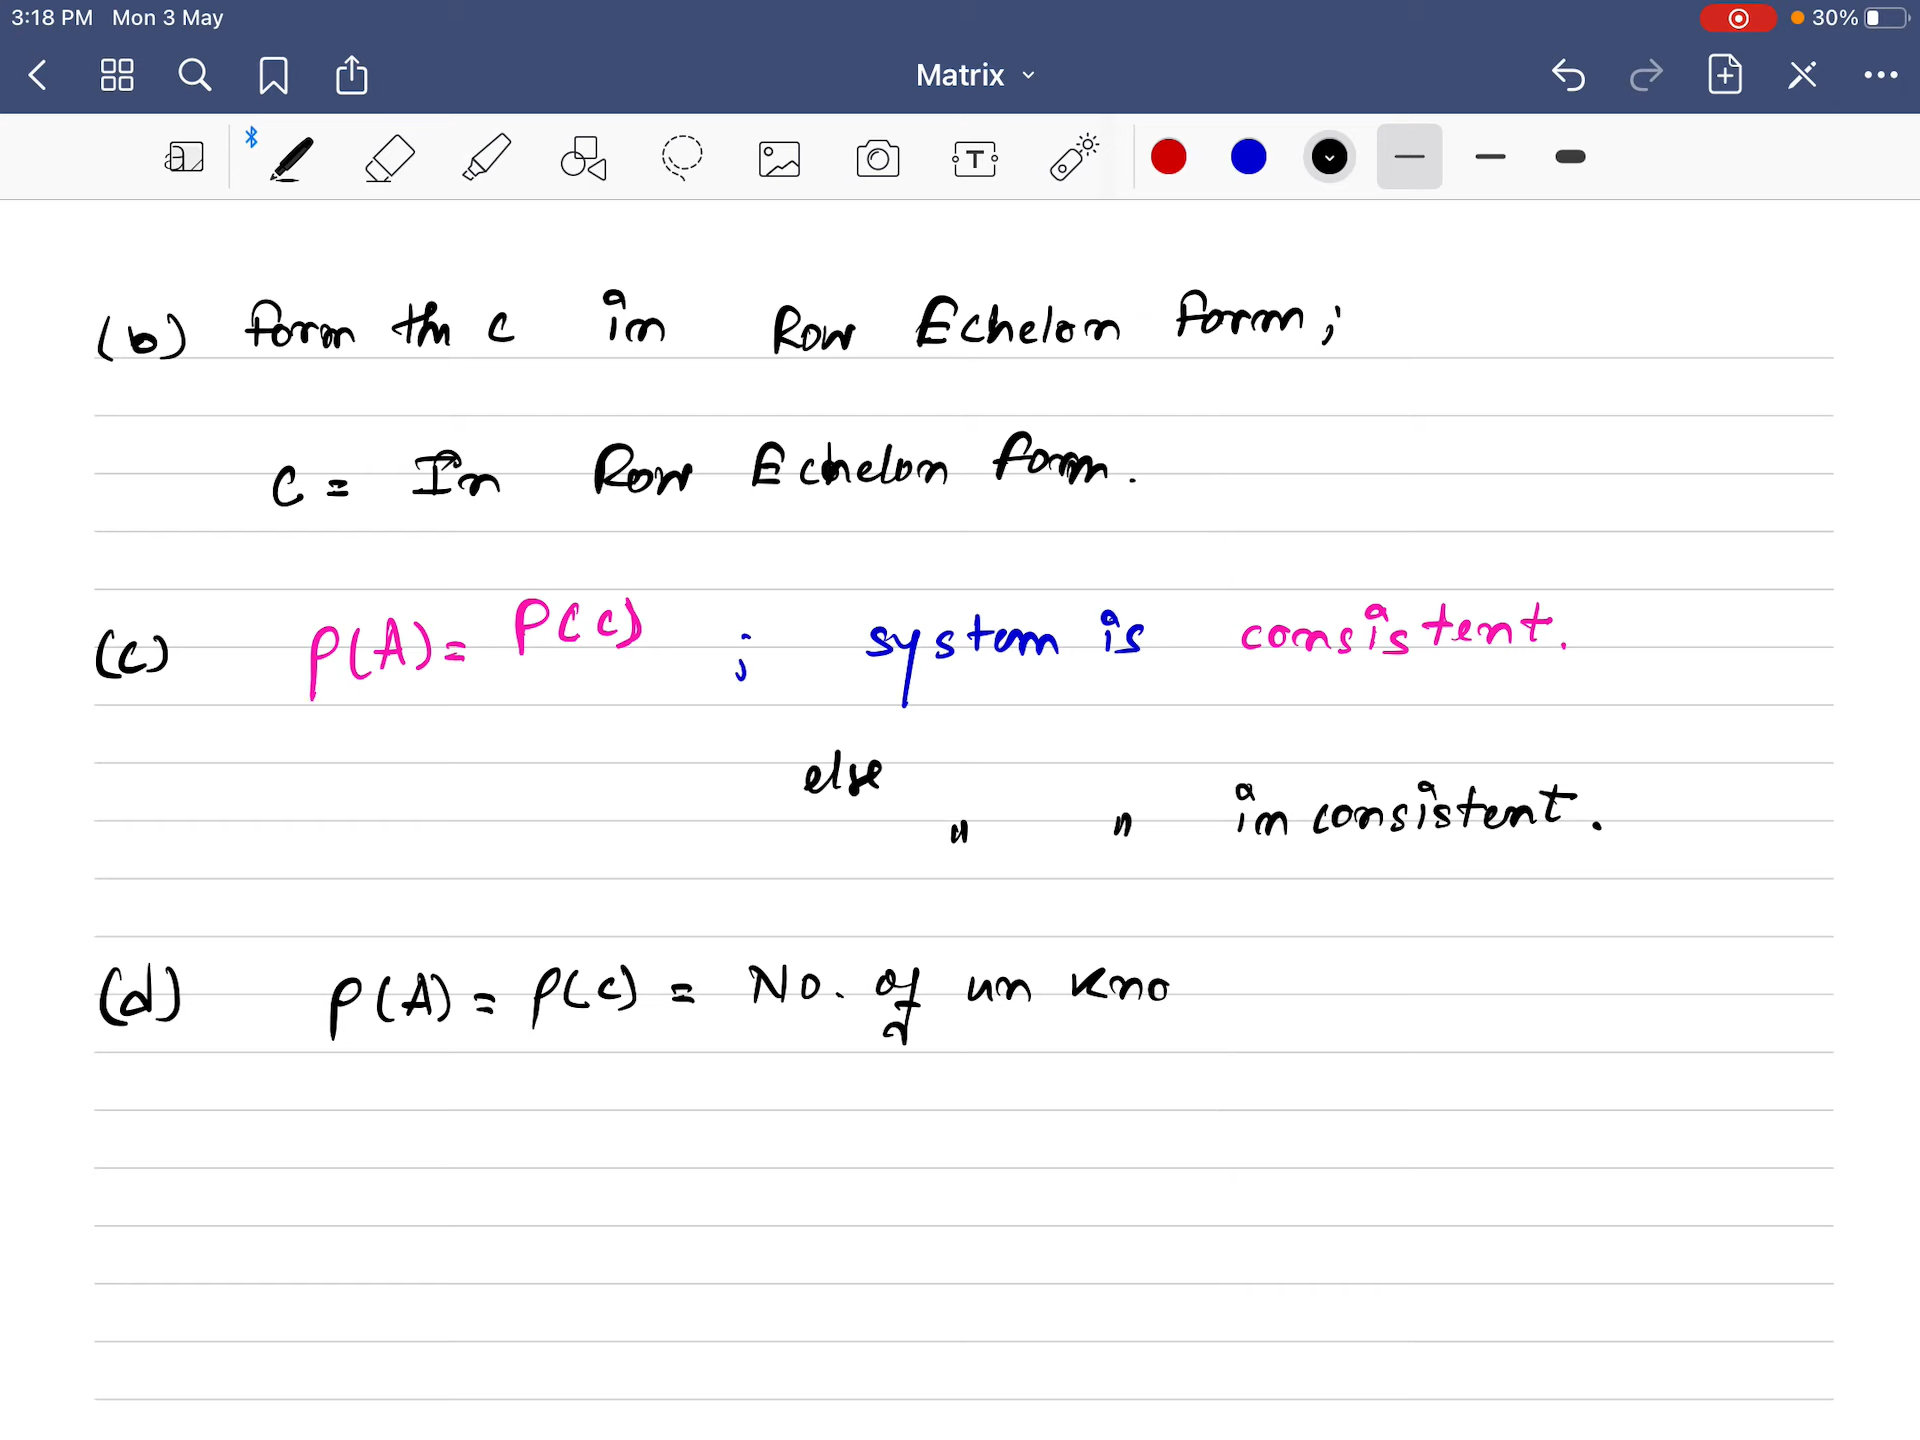 3:18 PM Mon 3 May 30%
Matrix
(b) form the c in Row Echelon form;
C = In Row Echelon form.
(c) ρ(A) = ρ(c) ; system is consistent.
else
" " inconsistent.
(d) ρ(A) = ρ(c) = No. of un kno